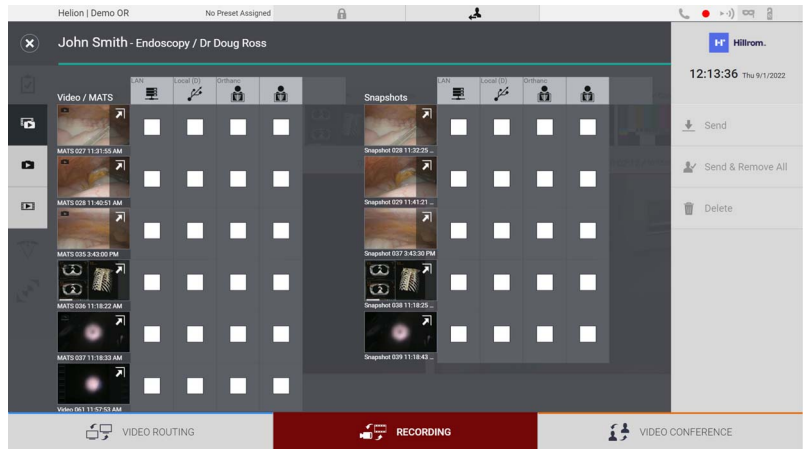 Helion | Demo OR
No Preset Assigned
John Smith - Endoscopy / Dr Doug Ross
Hillrom.
12:13:36 Thu 9/1/2022
Video / MATS
LAN
Local (D)
Orthanc
Snapshots
LAN
Local (D)
Orthanc
MATS 027 11:31:55 AM
Snapshot 028 11:32:25 ...
MATS 028 11:40:51 AM
Snapshot 029 11:41:21 ...
MATS 035 3:43:00 PM
Snapshot 037 3:43:30 PM
MATS 036 11:18:22 AM
Snapshot 038 11:18:25 ...
MATS 037 11:18:33 AM
Snapshot 039 11:18:43 ...
Video 061 11:57:53 AM
Send
Send & Remove All
Delete
VIDEO ROUTING
RECORDING
VIDEO CONFERENCE